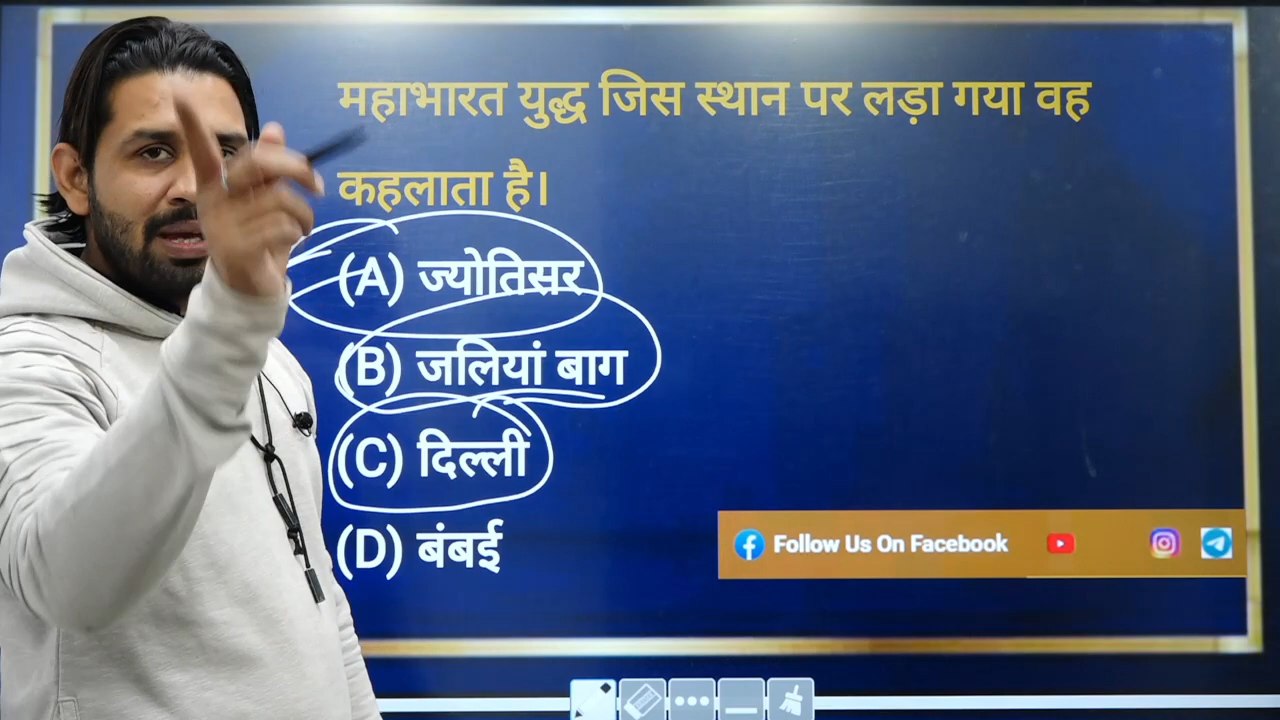 महाभारत युद्ध जिस स्थान पर लड़ा गया वह
कहलाता है।
(A) ज्योतिसर
(B) जलियां बाग
(C) दिल्ली
(D) बंबई
Follow Us On Facebook